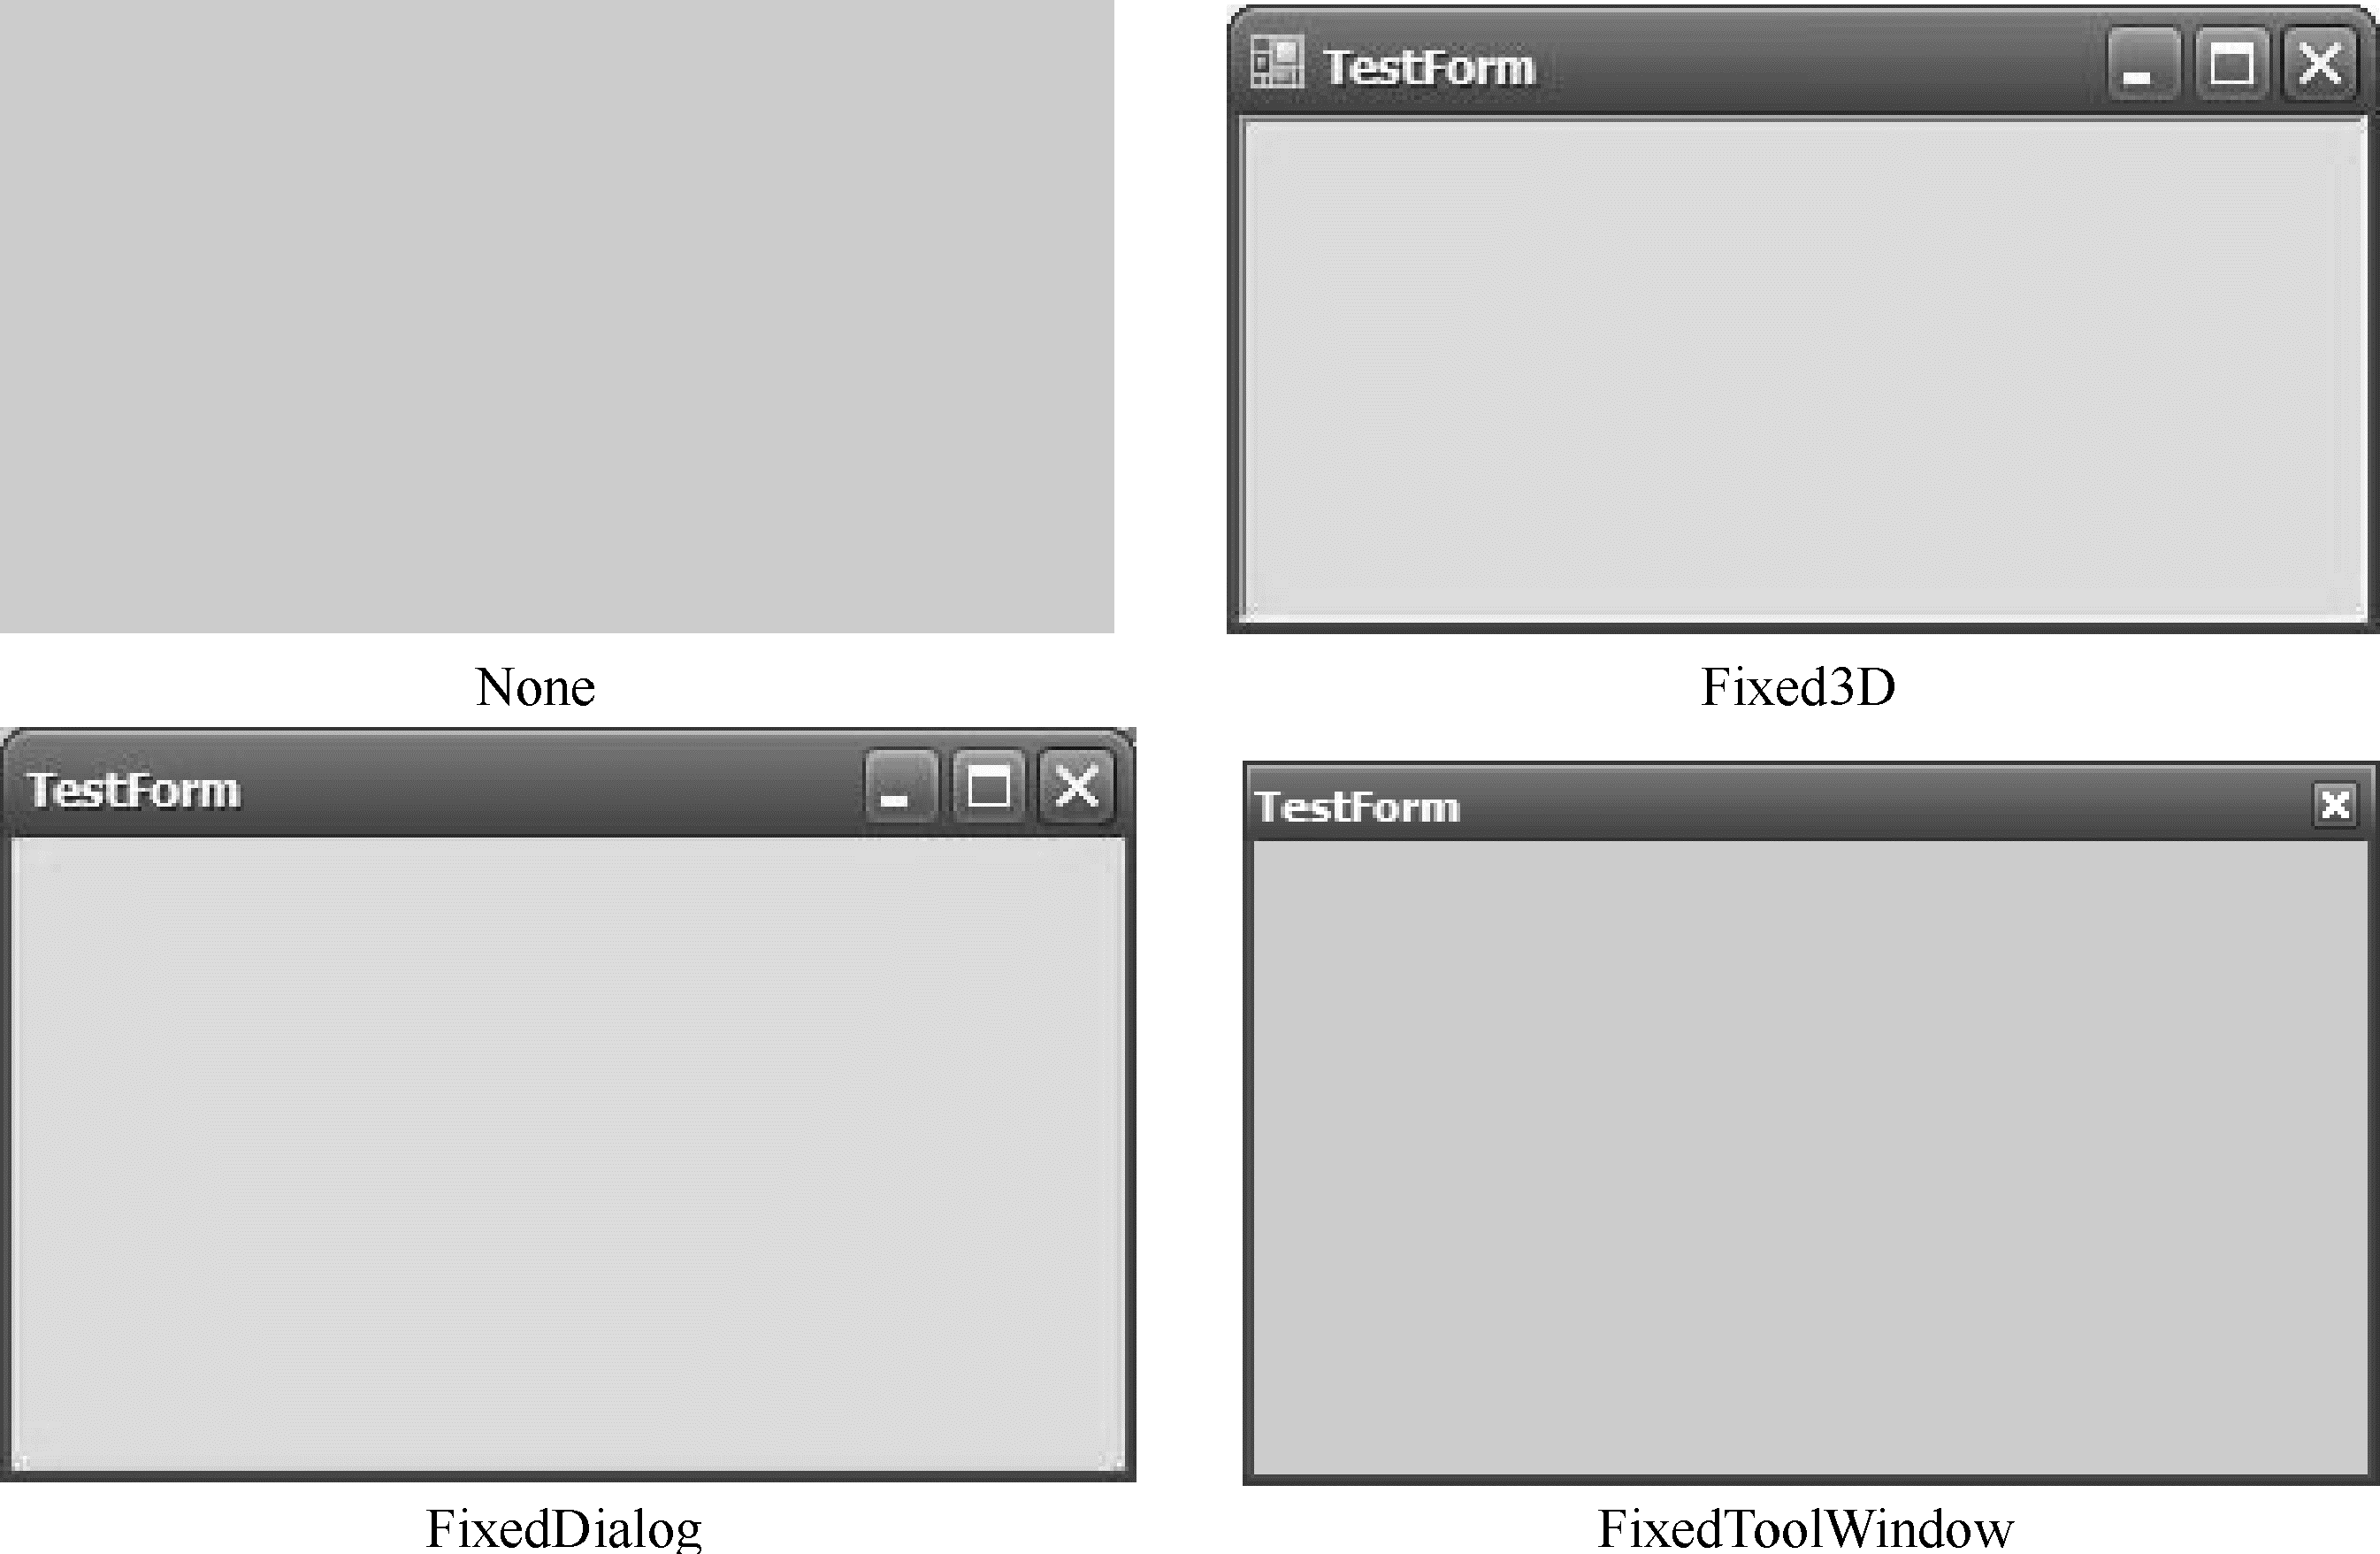 TestForm
None
Fixed3D
TestForm
TestForm
FixedDialog
FixedToolWindow